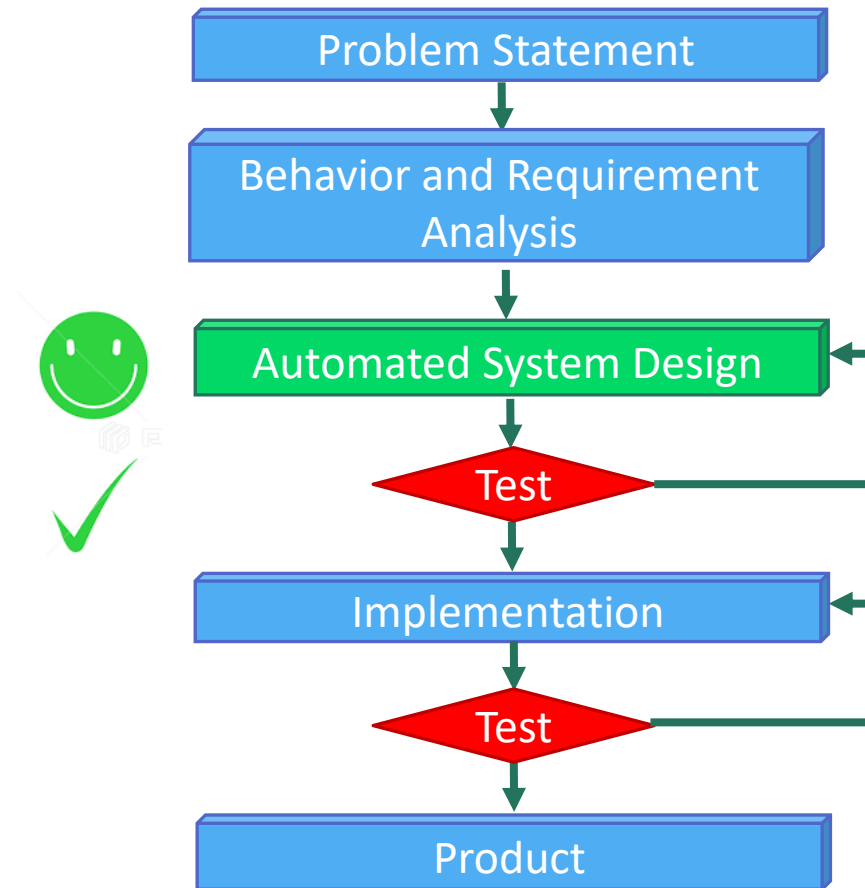 Problem Statement
Behavior and Requirement
Analysis
Automated System Design
Test
Implementation
Test
Product